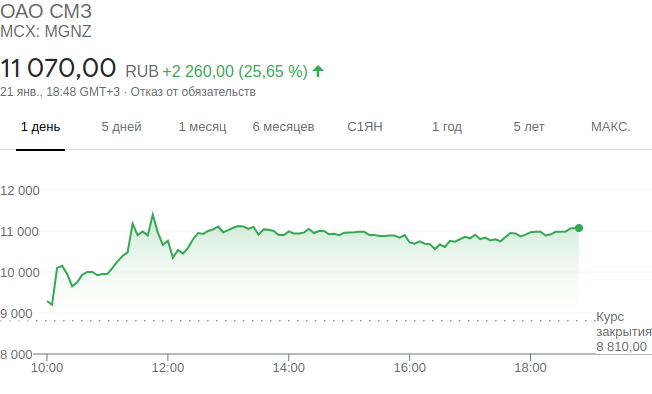 ОАО СМЗ
MCX: MGNZ
11 070,00 RUB +2 260,00 (25,65 %)
21 янв., 18:48 GMT+3 · Отказ от обязательств
1 день 5 дней 1 месяц 6 месяцев С1ЯН 1 год 5 лет МАКС.
12 000
11 000
10 000
9 000
Курс
закрытия
8 810,00
8 000
10:00 12:00 14:00 16:00 18:00